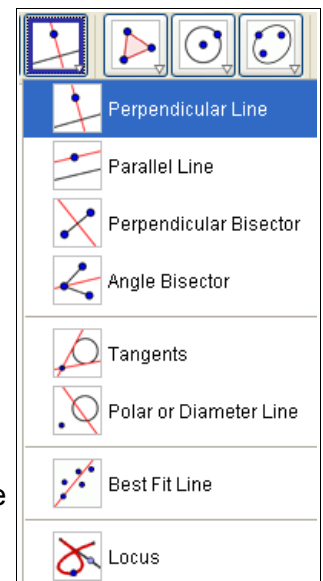 Perpendicular Line
Parallel Line
Perpendicular Bisector
Angle Bisector
Tangents
Polar or Diameter Line
e Best Fit Line
Locus